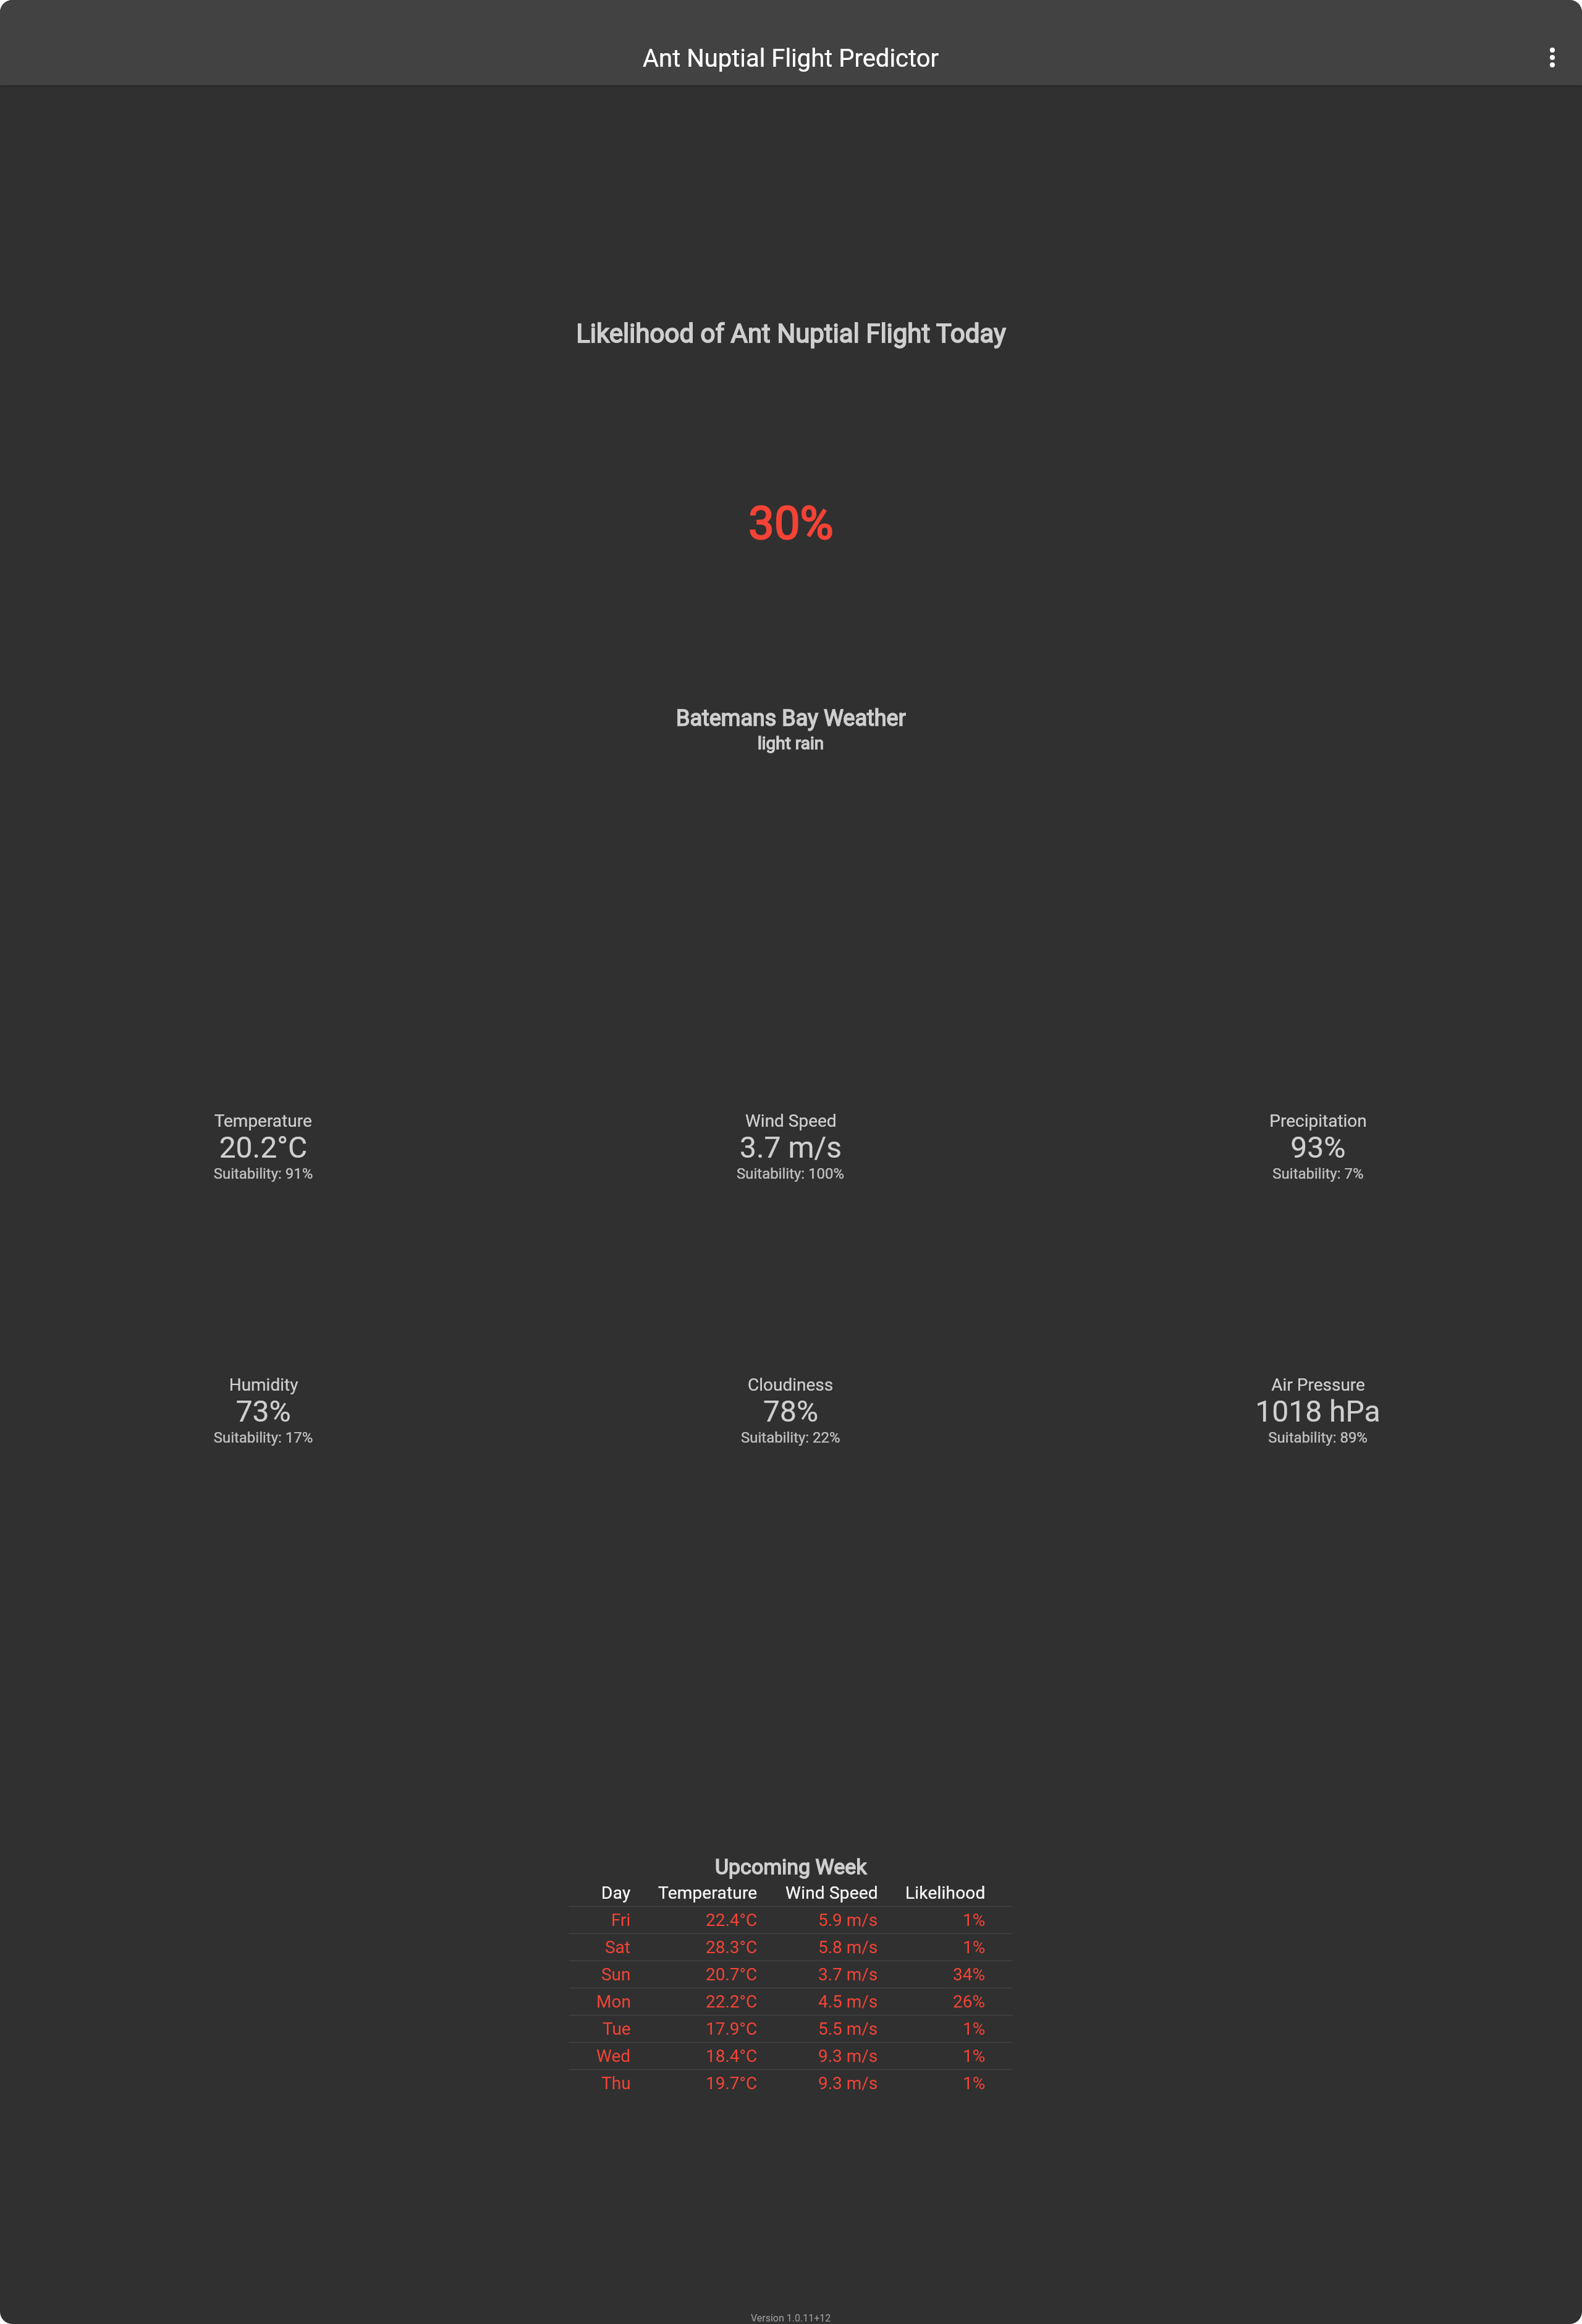 Ant Nuptial Flight Predictor
Likelihood of Ant Nuptial Flight Today
30%
Batemans Bay Weather
light rain
Temperature Wind Speed Precipitation
20.2°C 3.7 m/s 93%
Suitability: 91% Suitability: 100% Suitability: 7%
Humidity Cloudiness Air Pressure
73% 78% 1018 hPa
Suitability: 17% Suitability: 22% Suitability: 89%
Upcoming Week
Day Temperature Wind Speed Likelihood
Fri 22.4°C 5.9 m/s 1%
Sat 28.3°C 5.8 m/s 1%
Sun 20.7°C 3.7 m/s 34%
Mon 22.2°C 4.5 m/s 26%
Tue 17.9°C 5.5 m/s 1%
Wed 18.4°C 9.3 m/s 1%
Thu 19.7°C 9.3 m/s 1%
Version 1.0.11+12